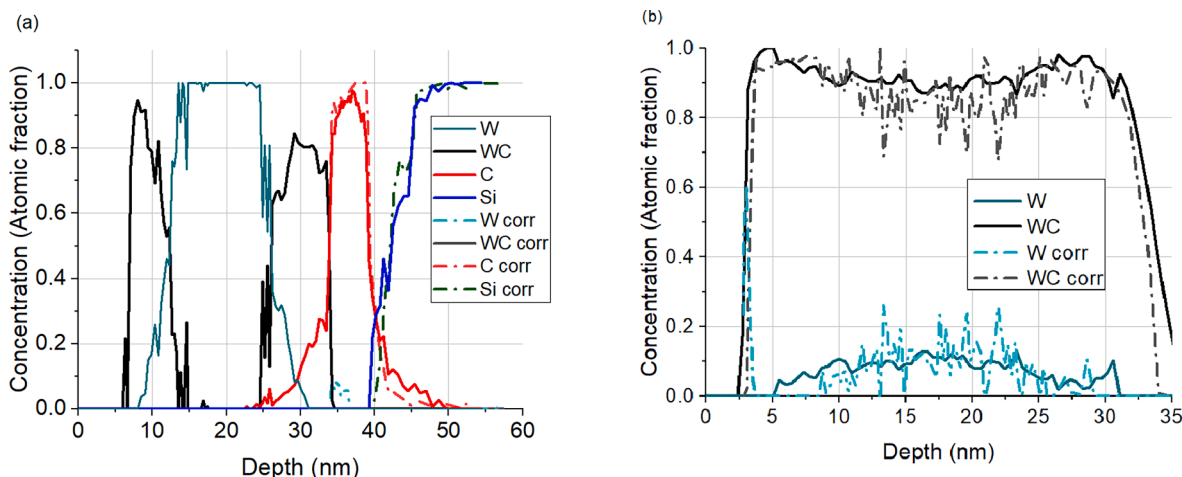 (a)
Concentration (Atomic fraction)
1.0
0.8
0.6
0.4
0.2
0.0
0 10 20 30 40 50 60
Depth (nm)
W
WC
C
Si
W corr
WC corr
C corr
Si corr
(b)
Concentration (Atomic fraction)
1.0
0.8
0.6
0.4
0.2
0.0
0 5 10 15 20 25 30 35
Depth (nm)
W
WC
W corr
WC corr